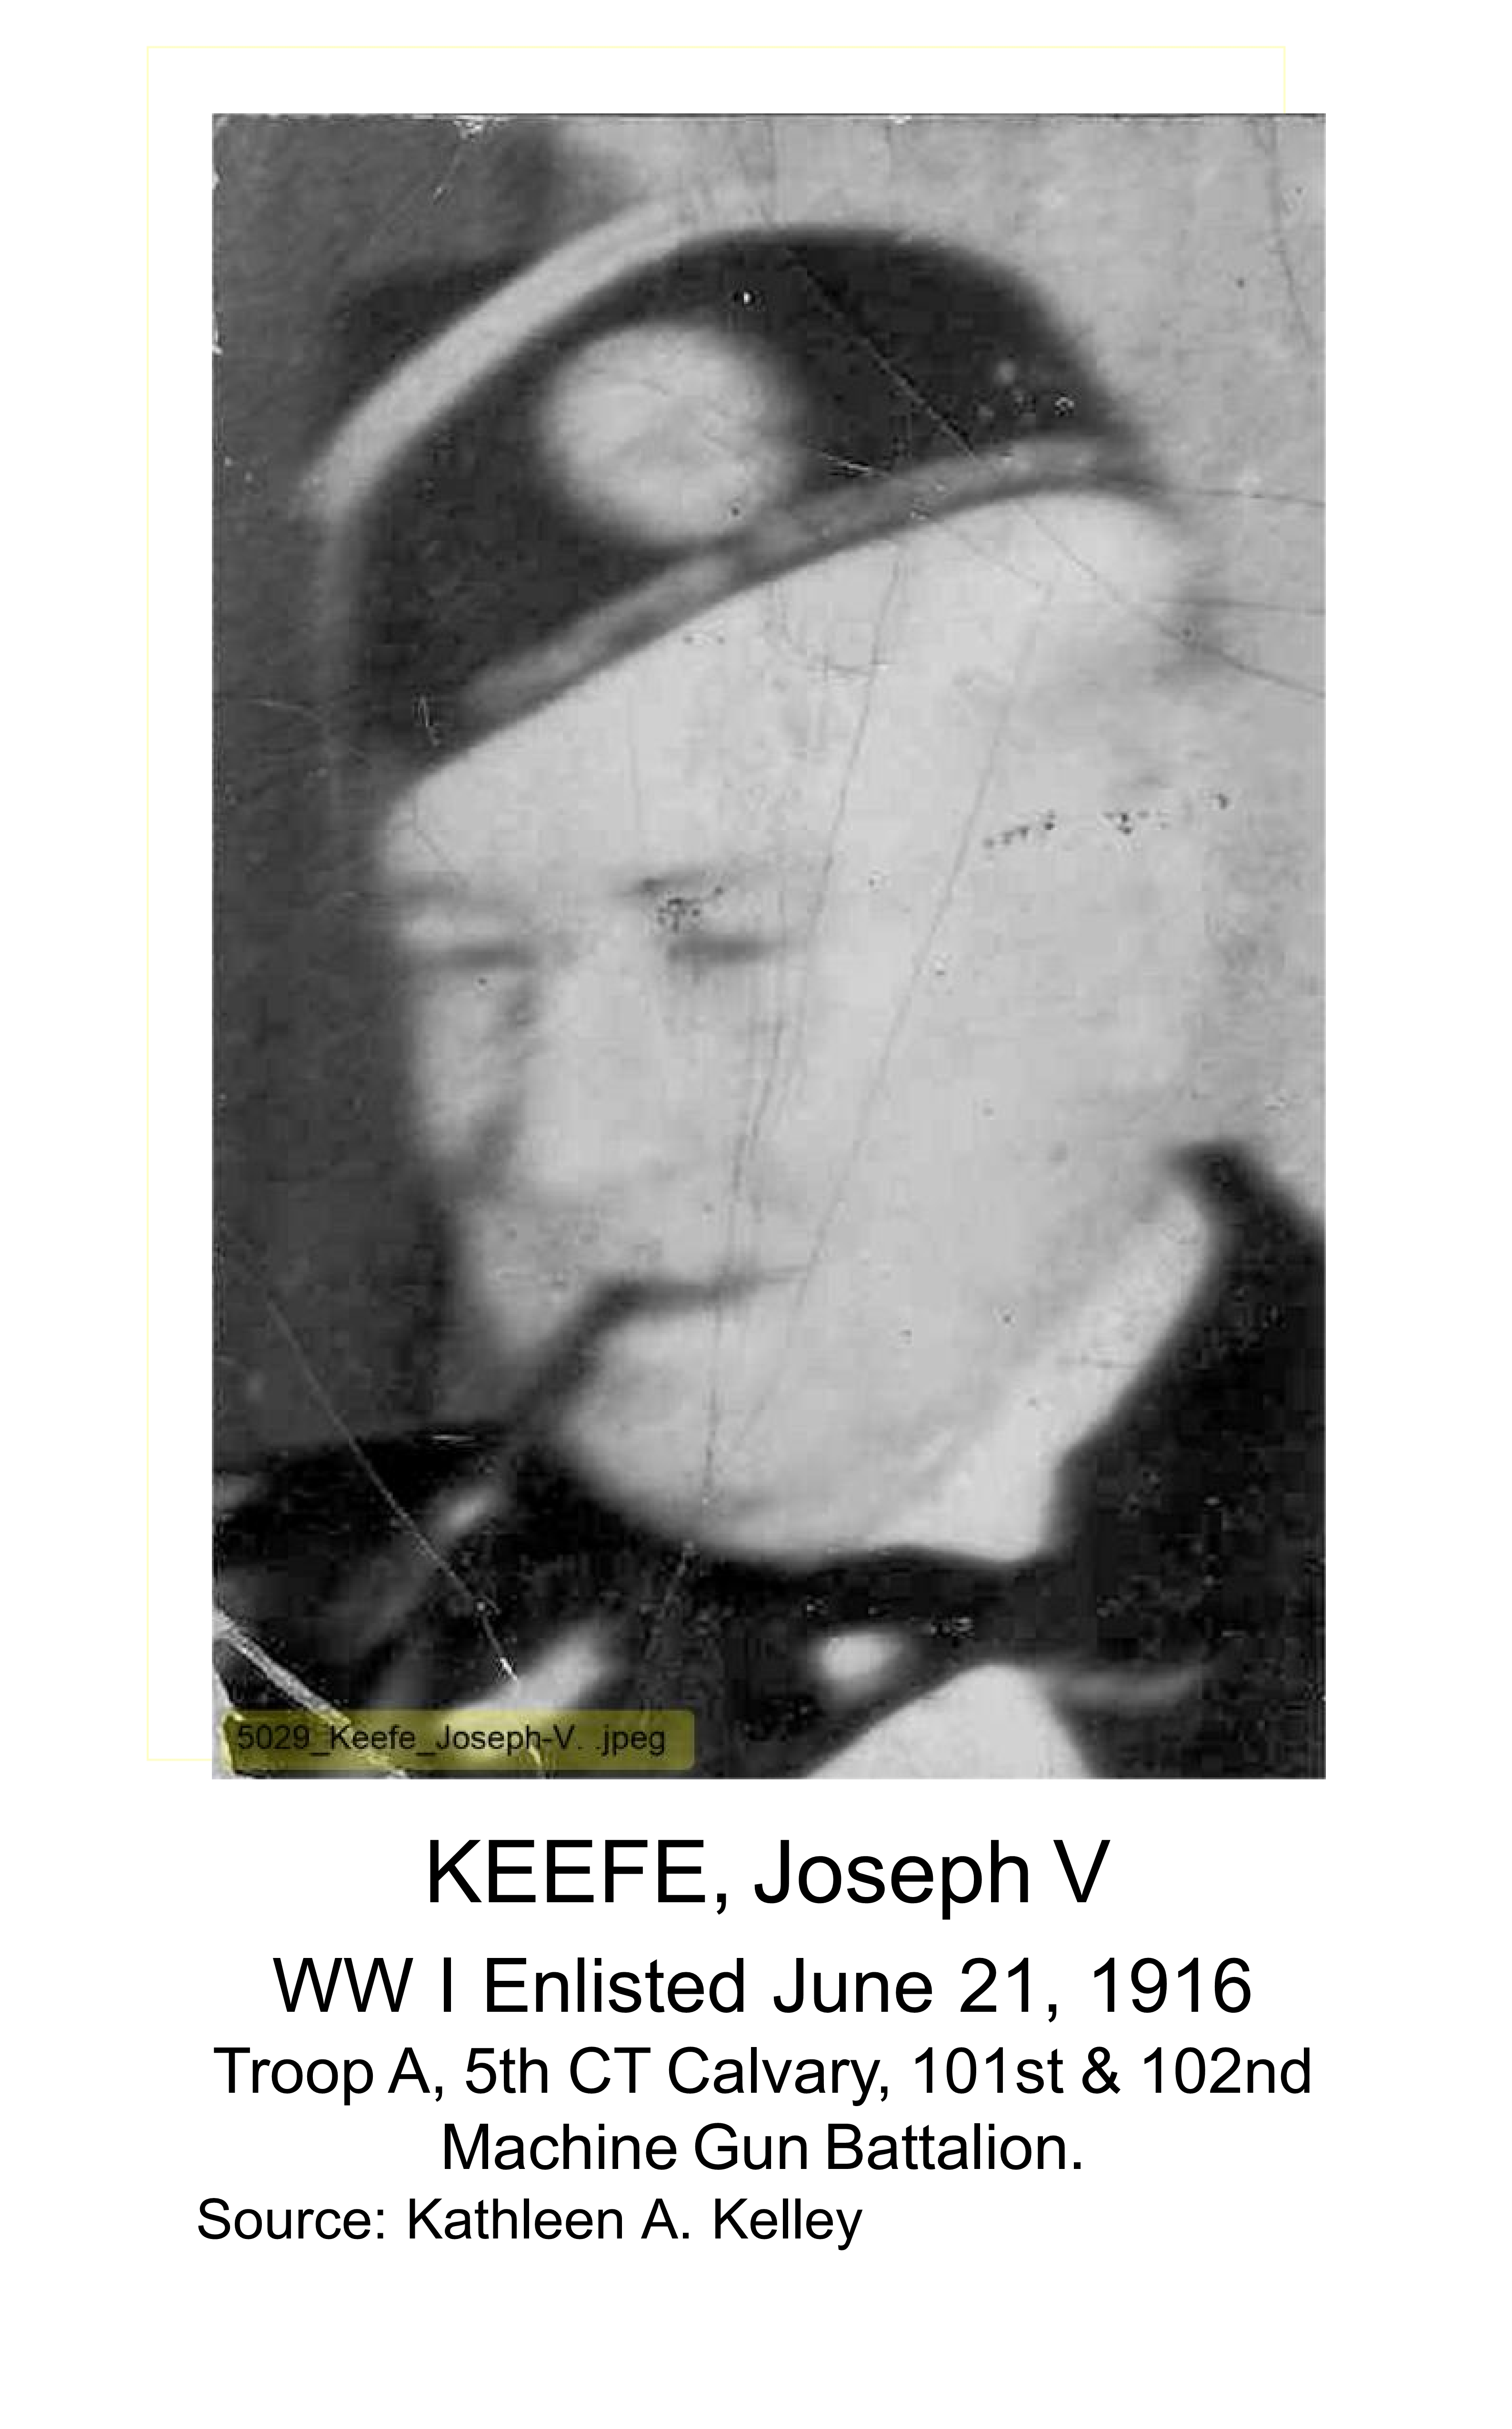 5029_Keefe_Joseph-V. .jpeg
KEEFE, Joseph V
WW I Enlisted June 21, 1916
Troop A, 5th CT Calvary, 101st & 102nd
Machine Gun Battalion.
Source: Kathleen A. Kelley